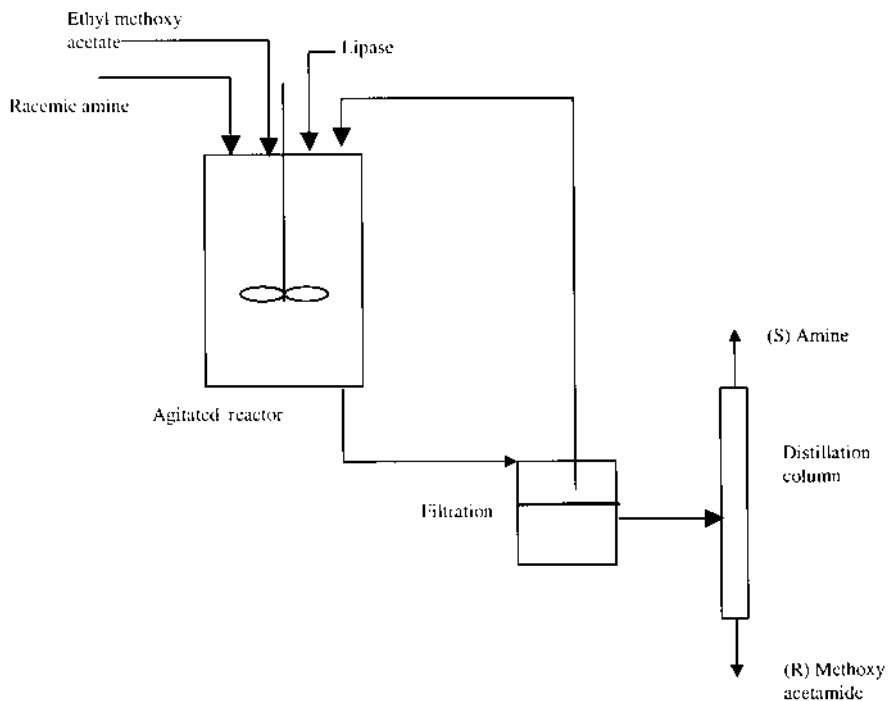 Ethyl methoxy
acetate
Lipase
Racemic amine
(S) Amine
Agitated reactor
Distillation
column
Filtration
(R) Methoxy
acetamide